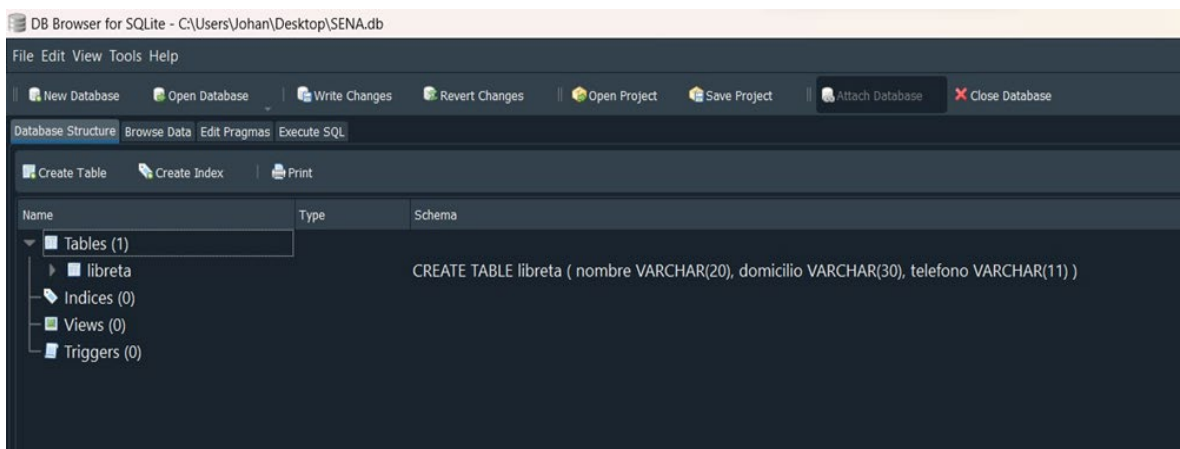 DB Browser for SQLite - C:\Users\Johan\Desktop\SENA.db
File Edit View Tools Help
New Database Open Database Write Changes Revert Changes Open Project Save Project Attach Database Close Database
Database Structure Browse Data Edit Pragmas Execute SQL
Create Table Create Index Print
Name Type Schema
Tables (1)
libreta CREATE TABLE libreta ( nombre VARCHAR(20), domicilio VARCHAR(30), telefono VARCHAR(11) )
Indices (0)
Views (0)
Triggers (0)